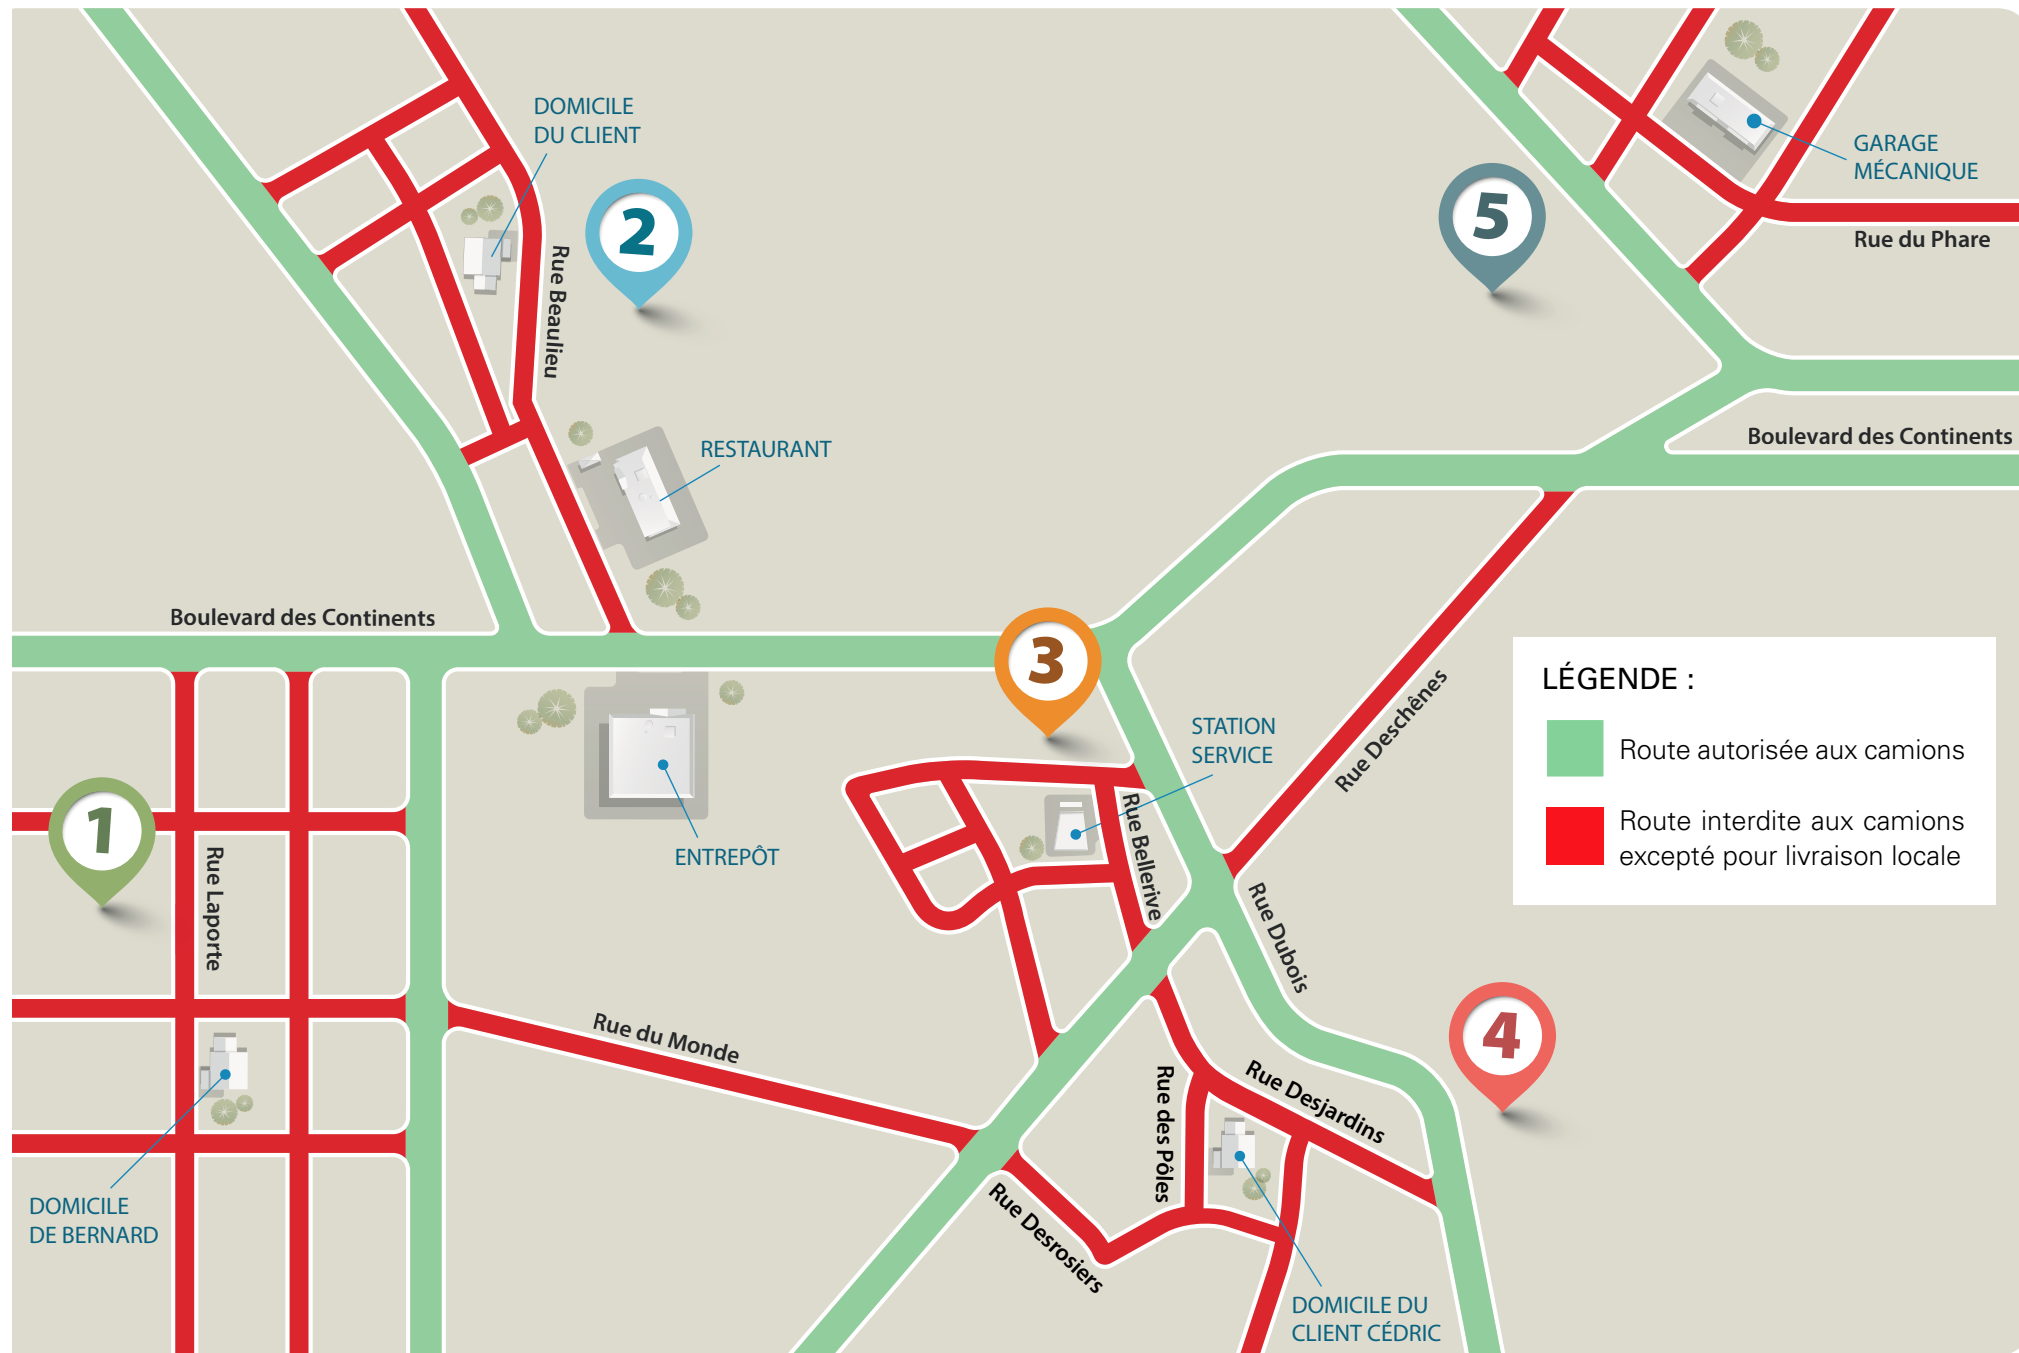 DOMICILE
DU CLIENT
2
Rue Beaulieu
RESTAURANT
5
GARAGE
MÉCANIQUE
Rue du Phare
Boulevard des Continents
Boulevard des Continents
3
STATION
SERVICE
Rue Deschênes
LÉGENDE :
Route autorisée aux camions
Route interdite aux camions
excepté pour livraison locale
1
Rue Laporte
ENTREPÔT
Rue Bellerive
Rue Dubois
Rue du Monde
4
Rue des Pôles
Rue Desjardins
Rue Desrosiers
DOMICILE
DE BERNARD
DOMICILE DU
CLIENT CÉDRIC